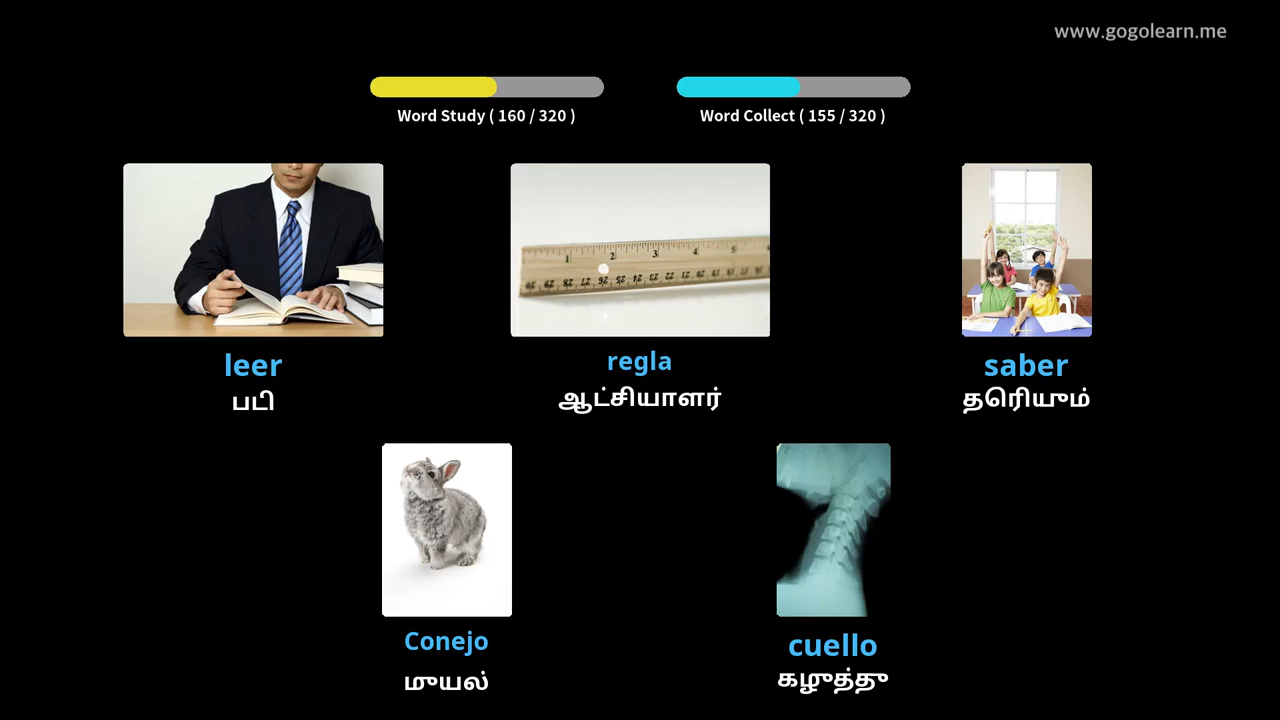 www.gogolearn.me
Word Study ( 160 / 320 )
Word Collect ( 155 / 320 )
leer
படி
regla
ஆட்சியாளர்
saber
தெரியும்
Conejo
முயல்
cuello
கழுத்து